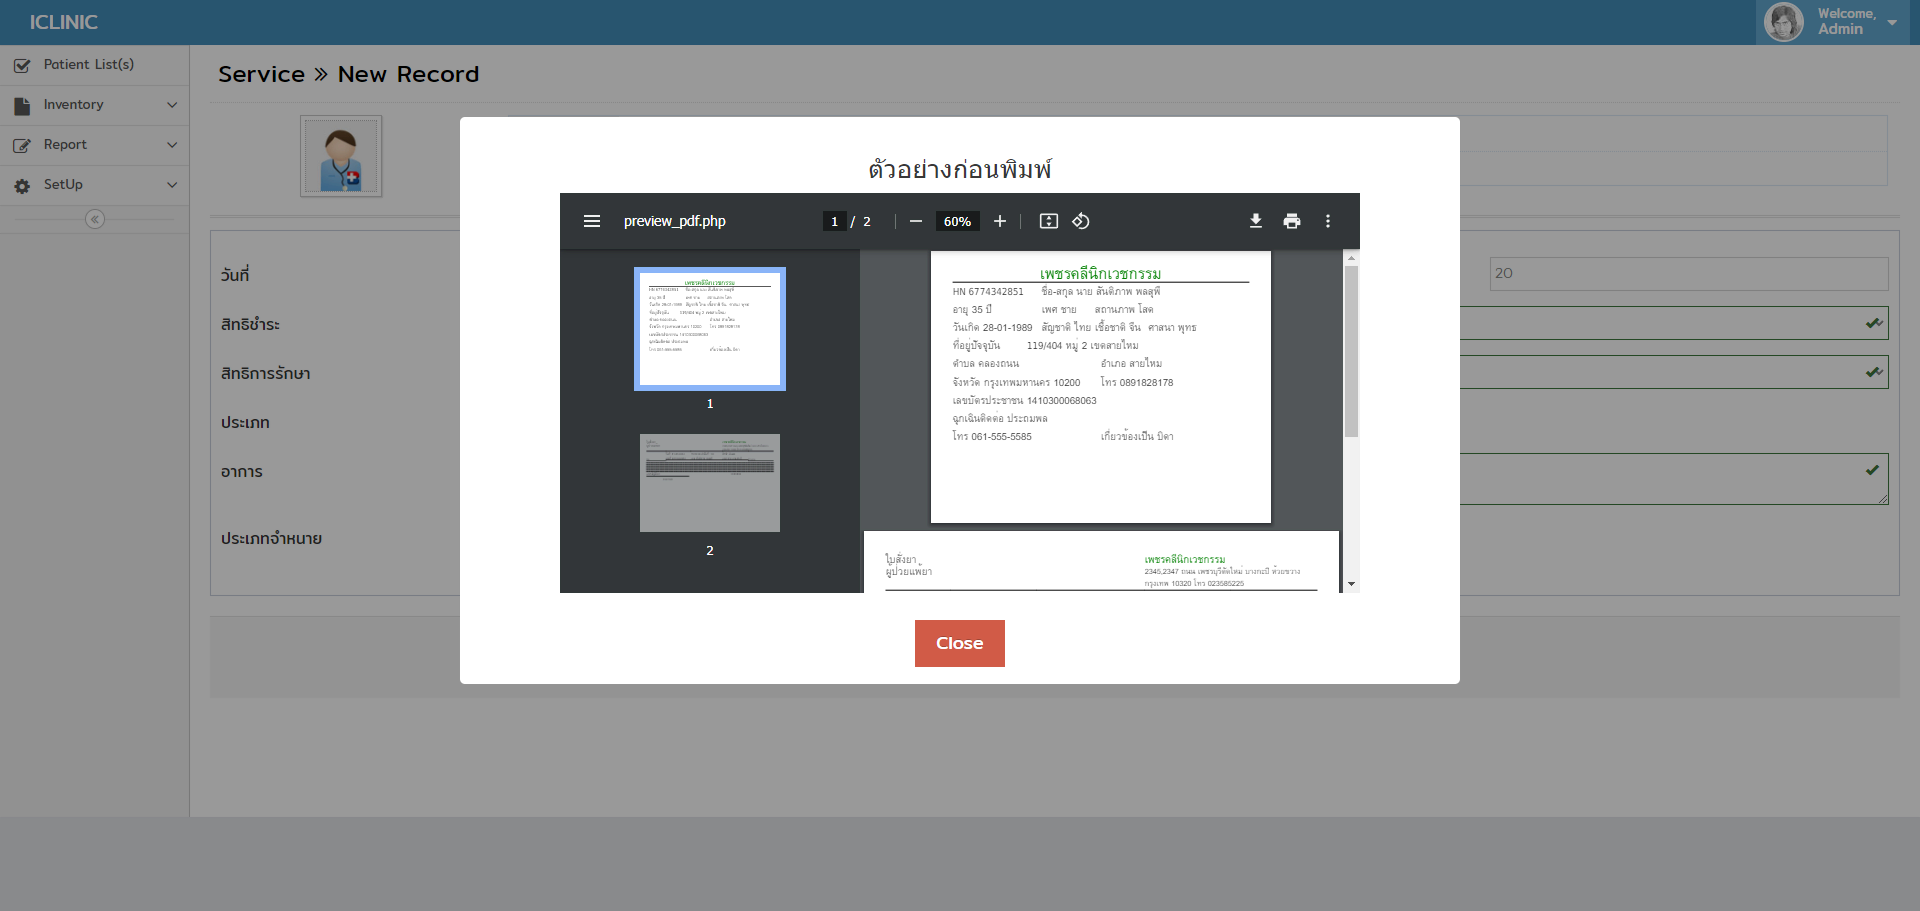 ICLINIC
Welcome,
Admin
Patient List(s)
Inventory
Report
SetUp
Service » New Record
วันที่
20
สิทธิชำระ
สิทธิการรักษา
ประเภท
อาการ
ประเภทจำหนาย
ตัวอย่างก่อนพิมพ์
preview_pdf.php
1 / 2
60%
1
2
เพชรคลีนิกเวชกรรม
HN 6774342851 ชื่อ-สกุล นาย สันติภาพ พลสุพี
อายุ 35 ปี เพศ ชาย สถานภาพ โสด
วันเกิด 28-01-1989 สัญชาติ ไทย เชื้อชาติ จีน ศาสนา พุทธ
ที่อยู่ปัจจุบัน 119/404 หมู่ 2 เขตสายไหม
ตำบล คลองถนน อำเภอ สายไหม
จังหวัด กรุงเทพมหานคร 10200 โทร 0891828178
เลขบัตรประชาชน 1410300068063
ฉุกเฉินติดต่อ ประถมพล
โทร 061-555-5585 เกี่ยวข้องเป็น บิดา
ใบสั่งยา
ผู้ป่วยแพ้ยา
เพชรคลีนิกเวชกรรม
2345,2347 ถนน เพชรบุรีตัดใหม่ บางกะปิ ห้วยขวาง
กรุงเทพ 10320 โทร 023585225
Close